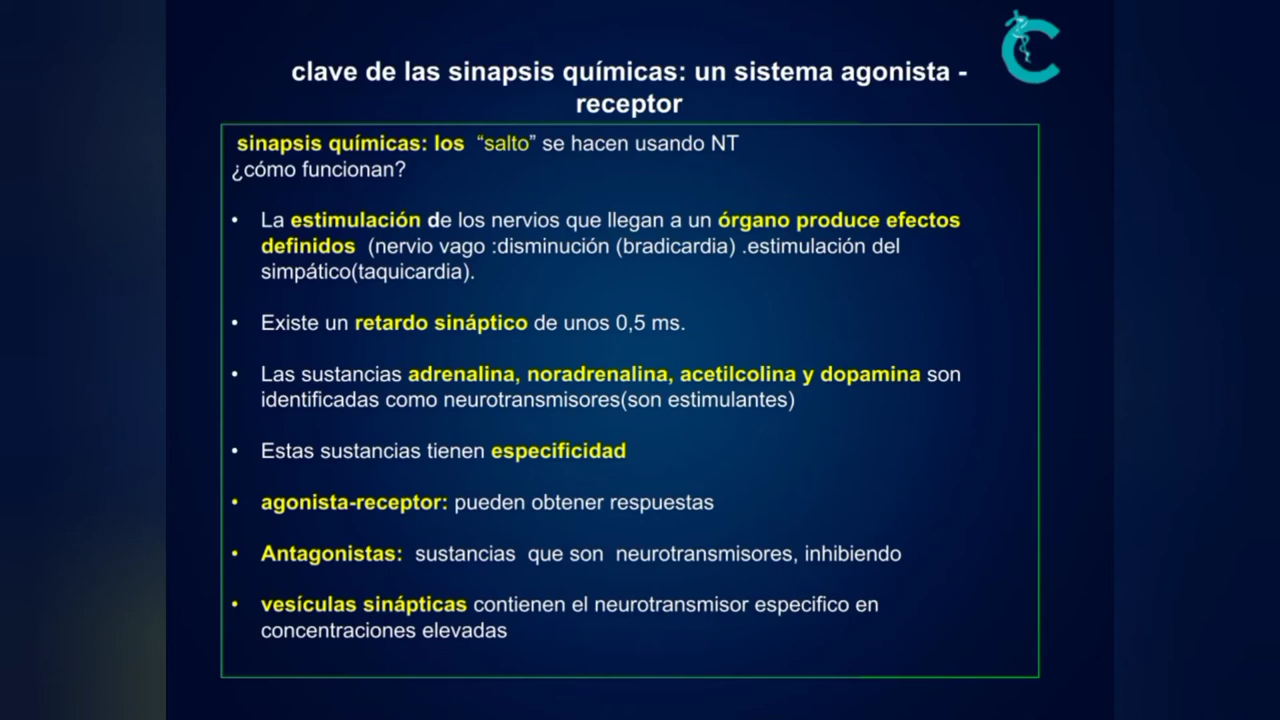 clave de las sinapsis químicas: un sistema agonista -
receptor
sinapsis químicas: los “salto” se hacen usando NT
¿cómo funcionan?
• La estimulación de los nervios que llegan a un órgano produce efectos
definidos (nervio vago :disminución (bradicardia) .estimulación del
simpático(taquicardia).
• Existe un retardo sináptico de unos 0,5 ms.
• Las sustancias adrenalina, noradrenalina, acetilcolina y dopamina son
identificadas como neurotransmisores(son estimulantes)
• Estas sustancias tienen especificidad
• agonista-receptor: pueden obtener respuestas
• Antagonistas: sustancias que son neurotransmisores, inhibiendo
• vesículas sinápticas contienen el neurotransmisor especifico en
concentraciones elevadas